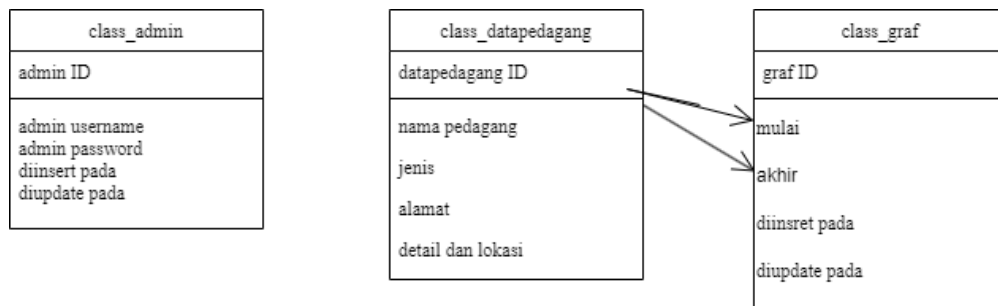 class_admin
admin ID
admin username
admin password
diinsert pada
diupdate pada
class_datapedagang
datapedagang ID
nama pedagang
jenis
alamat
detail dan lokasi
class_graf
graf ID
mulai
akhir
diinsret pada
diupdate pada